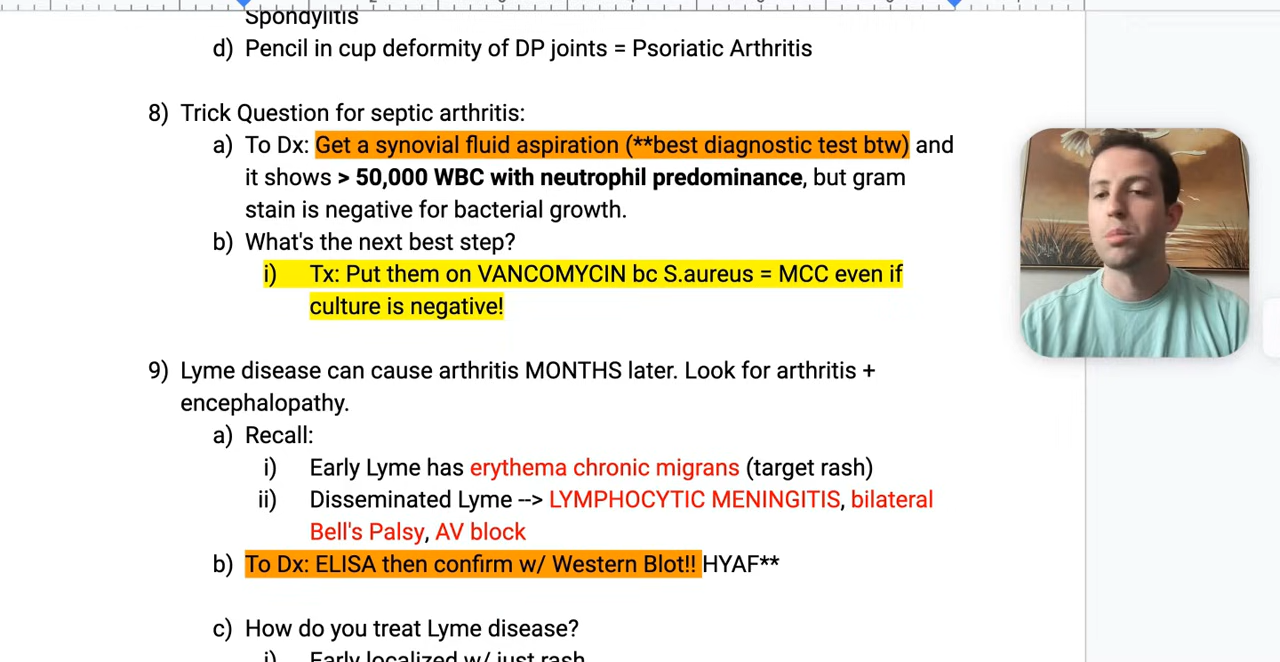 Spondylitis
d) Pencil in cup deformity of DP joints = Psoriatic Arthritis
8) Trick Question for septic arthritis:
a) To Dx: Get a synovial fluid aspiration (**best diagnostic test btw) and
it shows > 50,000 WBC with neutrophil predominance, but gram
stain is negative for bacterial growth.
b) What's the next best step?
i) Tx: Put them on VANCOMYCIN bc S.aureus = MCC even if
culture is negative!
9) Lyme disease can cause arthritis MONTHS later. Look for arthritis +
encephalopathy.
a) Recall:
i) Early Lyme has erythema chronic migrans (target rash)
ii) Disseminated Lyme --> LYMPHOCYTIC MENINGITIS, bilateral
Bell's Palsy, AV block
b) To Dx: ELISA then confirm w/ Western Blot!! HYAF**
c) How do you treat Lyme disease?
i) Early localized w/ just rash